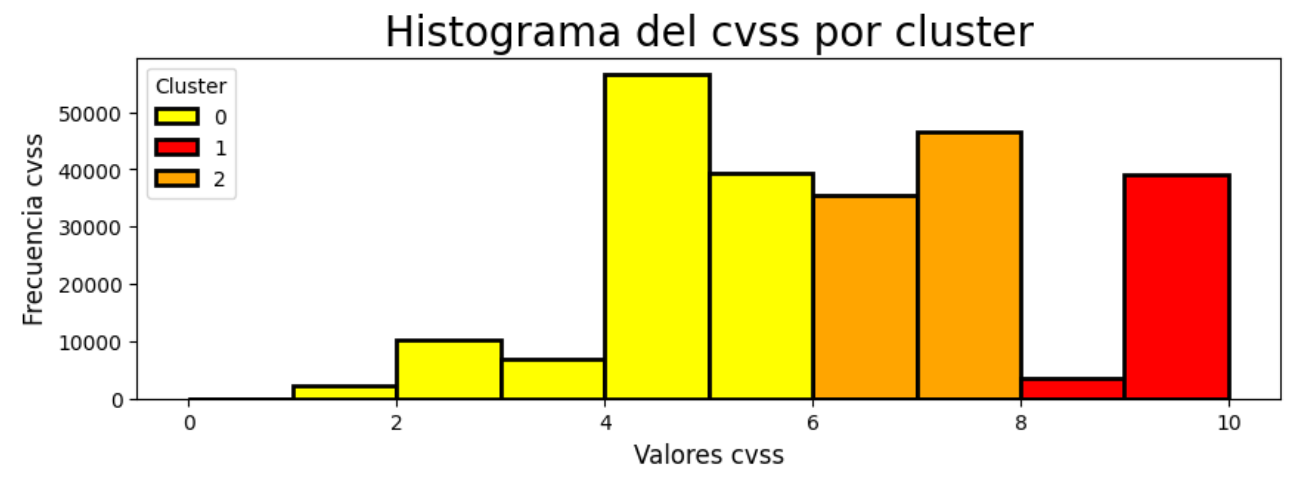 Histograma del cvss por cluster
Cluster
0
1
2
Frecuencia cvss
50000
40000
30000
20000
10000
0
0 2 4 6 8 10
Valores cvss